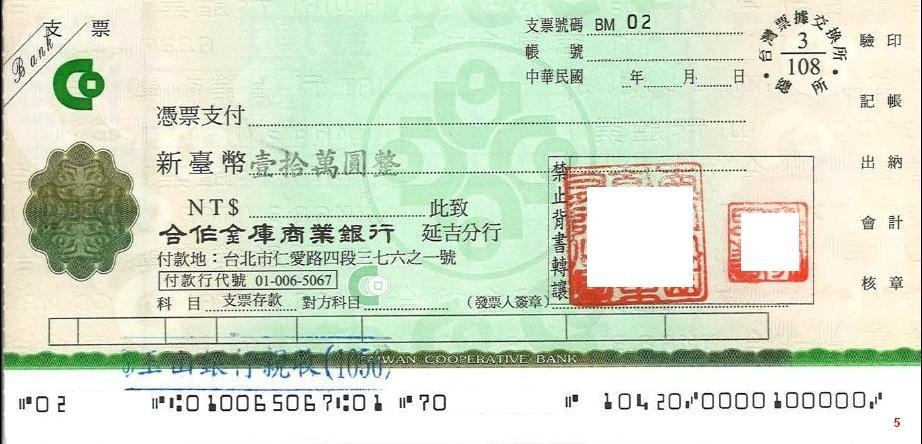 支票
Bank
支票號碼 BM 02
帳號
中華民國 年 月 日
台灣票據交換所
3
108
總所
憑票支付
新臺幣壹拾萬圓整
NT$ 此致
合作金庫商業銀行 延吉分行
付款地：台北市仁愛路四段三七六之一號
付款行代號 01-006-5067
科目 支票存款 對方科目 (發票人簽章)
禁止背書轉讓
驗印
記帳
出納
會計
核章
玉山銀行
TAIWAN COOPERATIVE BANK
⑈02 ⑈⑆010065067⑆01 ⑈70 ⑈ 10420⑇0000100000⑇
5